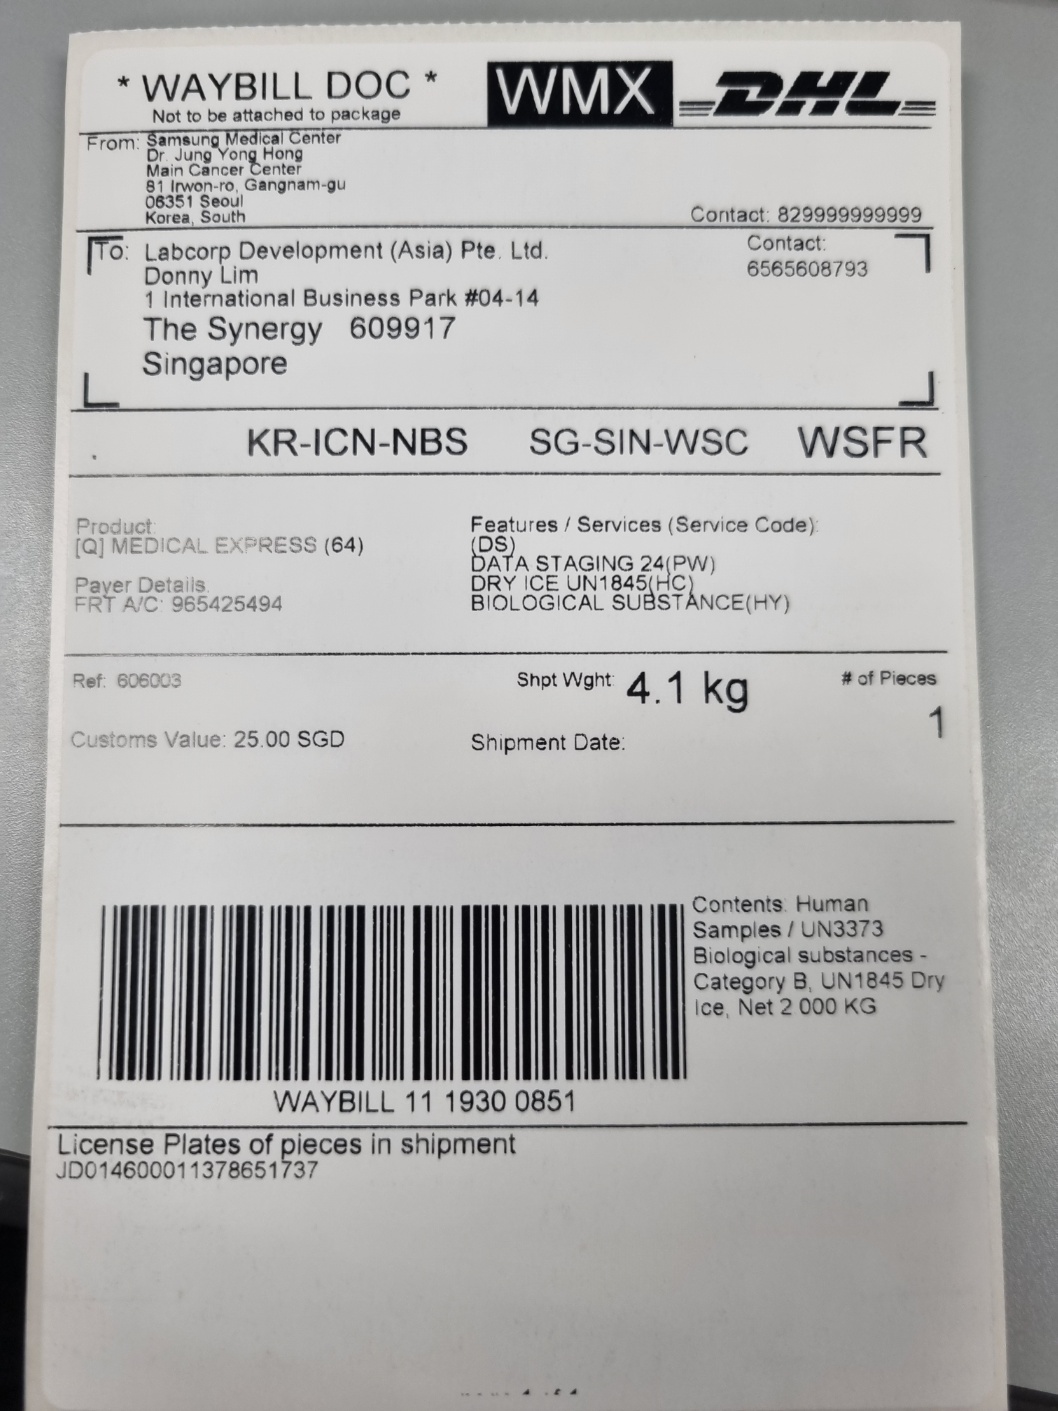 * WAYBILL DOC *
Not to be attached to package
WMX
DHL
From: Samsung Medical Center
Dr. Jung Yong Hong
Main Cancer Center
81 Irwon-ro, Gangnam-gu
06351 Seoul
Korea, South
Contact: 829999999999
To: Labcorp Development (Asia) Pte. Ltd.
Donny Lim
1 International Business Park #04-14
The Synergy 609917
Singapore
Contact:
6565608793
KR-ICN-NBS SG-SIN-WSC WSFR
Product:
[Q] MEDICAL EXPRESS (64)
Payer Details
FRT A/C: 965425494
Features / Services (Service Code):
(DS)
DATA STAGING 24(PW)
DRY ICE UN1845(HC)
BIOLOGICAL SUBSTANCE(HY)
Ref: 606003
Shpt Wght: 4.1 kg
# of Pieces
1
Customs Value: 25.00 SGD
Shipment Date:
Contents: Human
Samples / UN3373
Biological substances -
Category B, UN1845 Dry
Ice, Net 2 000 KG
WAYBILL 11 1930 0851
License Plates of pieces in shipment
JD014600011378651737